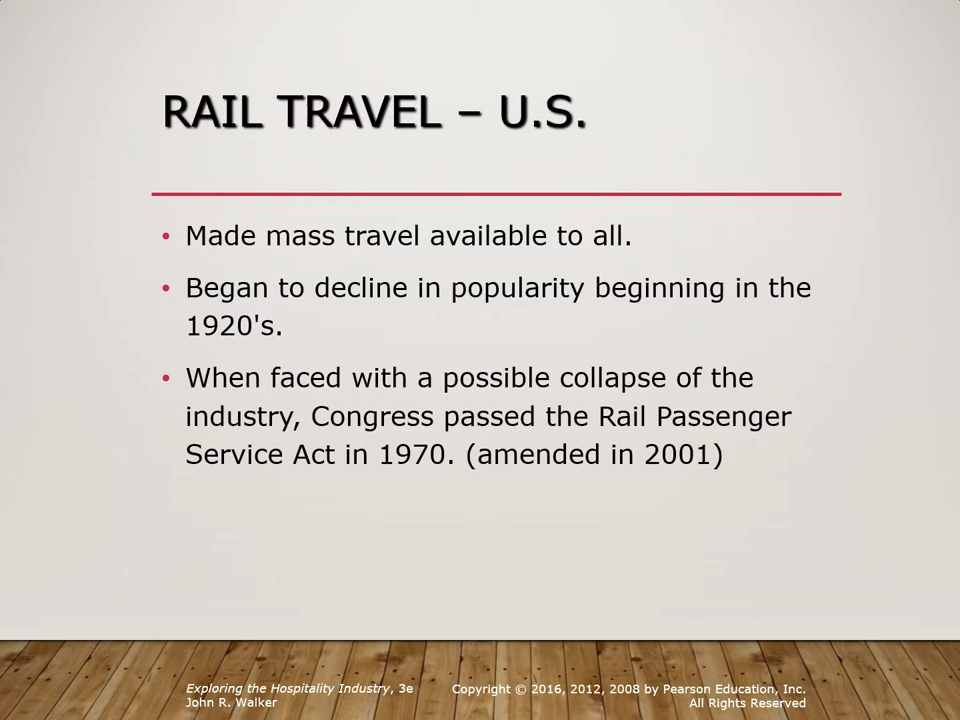 RAIL TRAVEL – U.S.
• Made mass travel available to all.
• Began to decline in popularity beginning in the
1920's.
• When faced with a possible collapse of the
industry, Congress passed the Rail Passenger
Service Act in 1970. (amended in 2001)
Exploring the Hospitality Industry, 3e
John R. Walker
Copyright © 2016, 2012, 2008 by Pearson Education, Inc.
All Rights Reserved